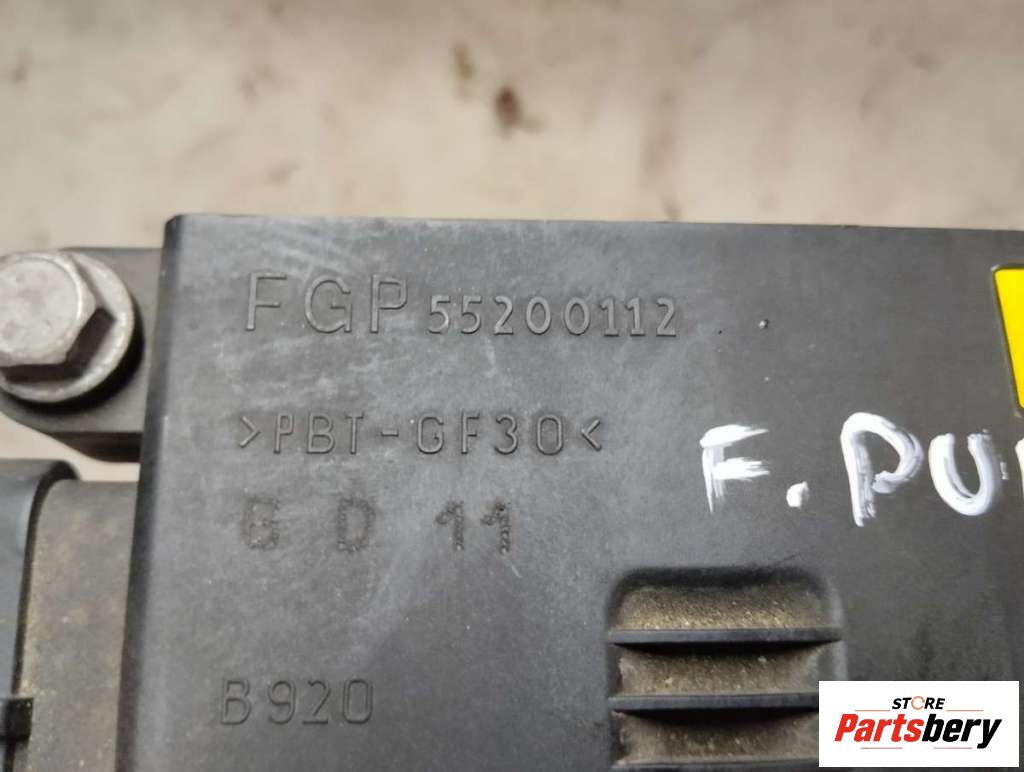 FGP 55200112
>PBT-GF30<
G D 11
F. PU
B920
STORE
Partsbery